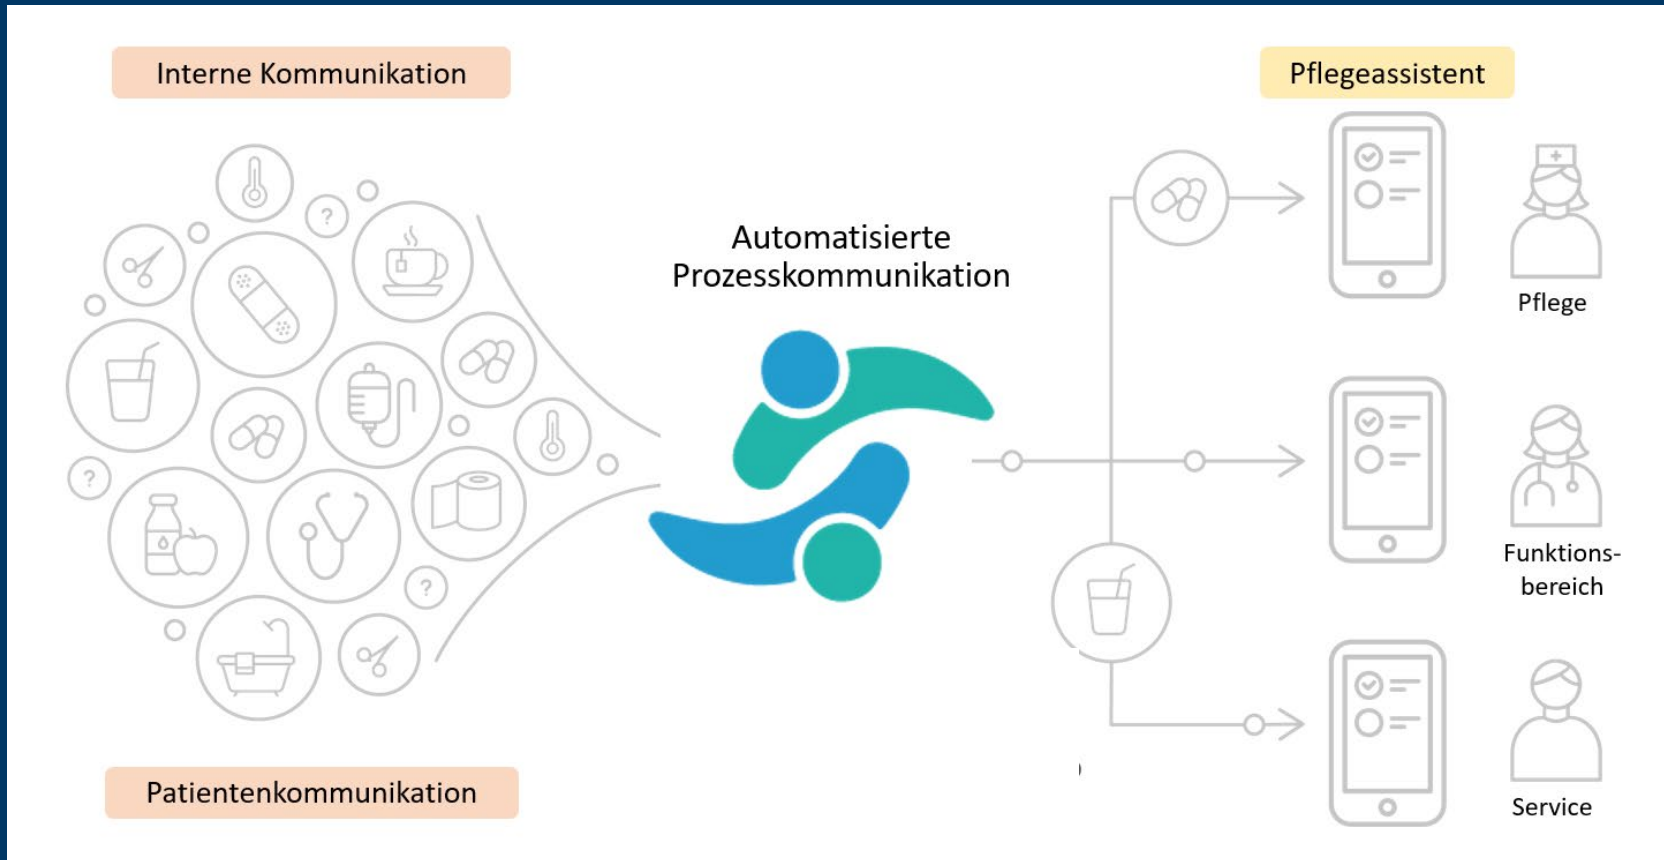 Interne Kommunikation
Pflegeassistent
?
Automatisierte
Prozesskommunikation
Pflege
?
?
Funktions-
bereich
Patientenkommunikation
Service